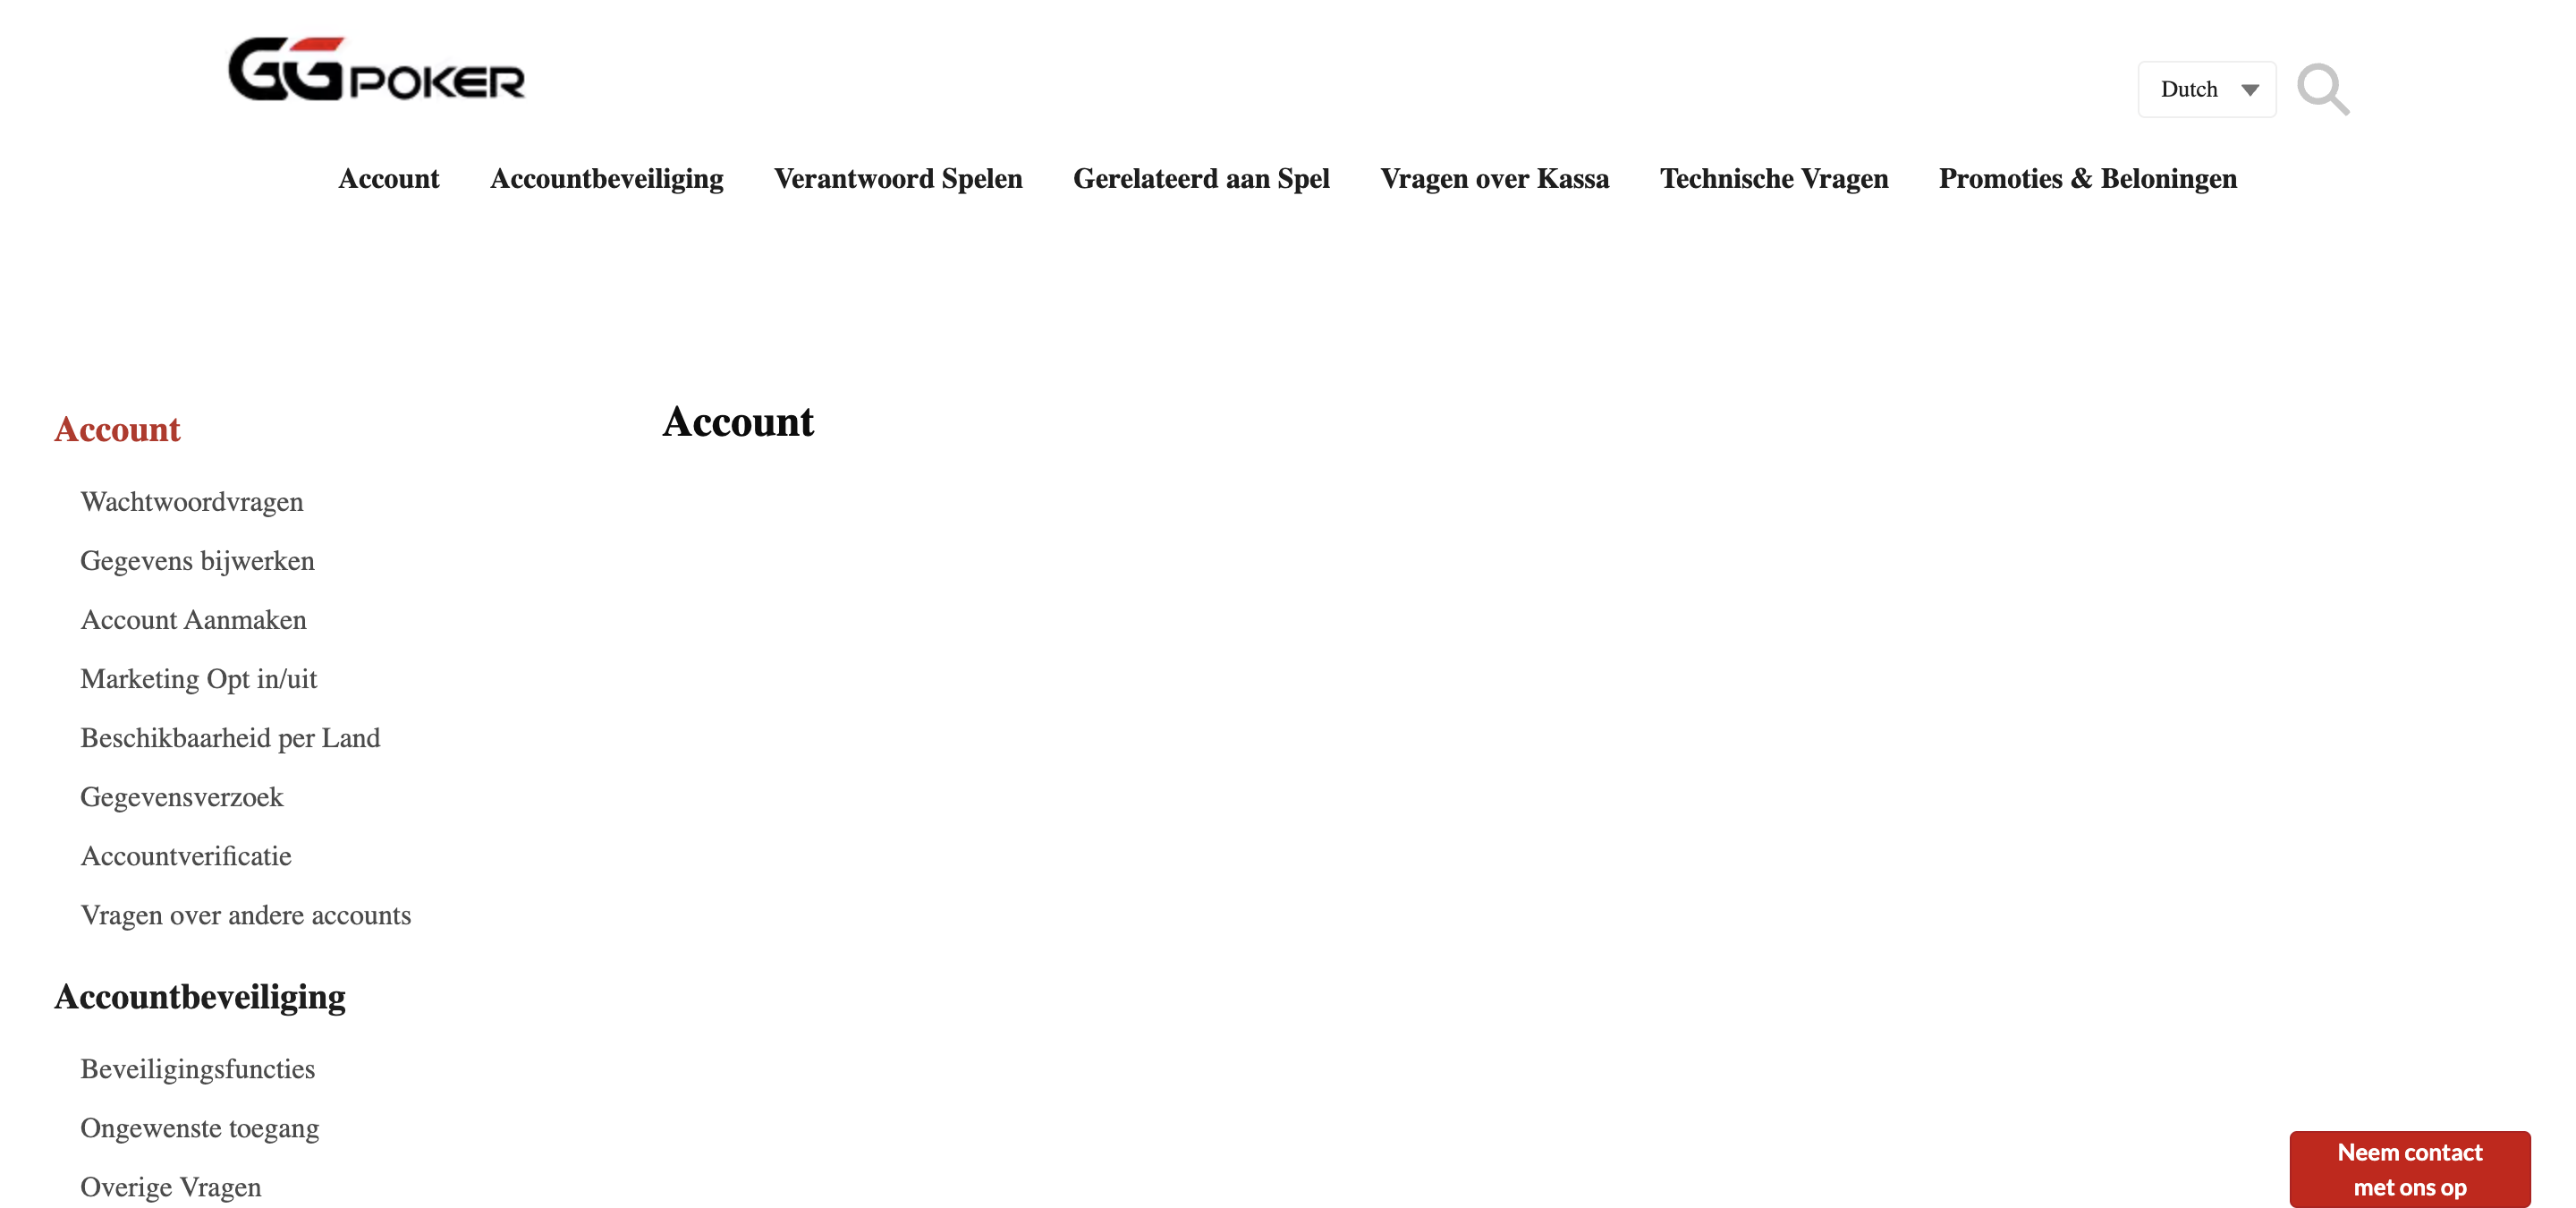 GGPOKER
Dutch
Account Accountbeveiliging Verantwoord Spelen Gerelateerd aan Spel Vragen over Kassa Technische Vragen Promoties & Beloningen
Account
Wachtwoordvragen
Gegevens bijwerken
Account Aanmaken
Marketing Opt in/uit
Beschikbaarheid per Land
Gegevensverzoek
Accountverificatie
Vragen over andere accounts
Accountbeveiliging
Beveiligingsfuncties
Ongewenste toegang
Overige Vragen
Account
Neem contact
met ons op